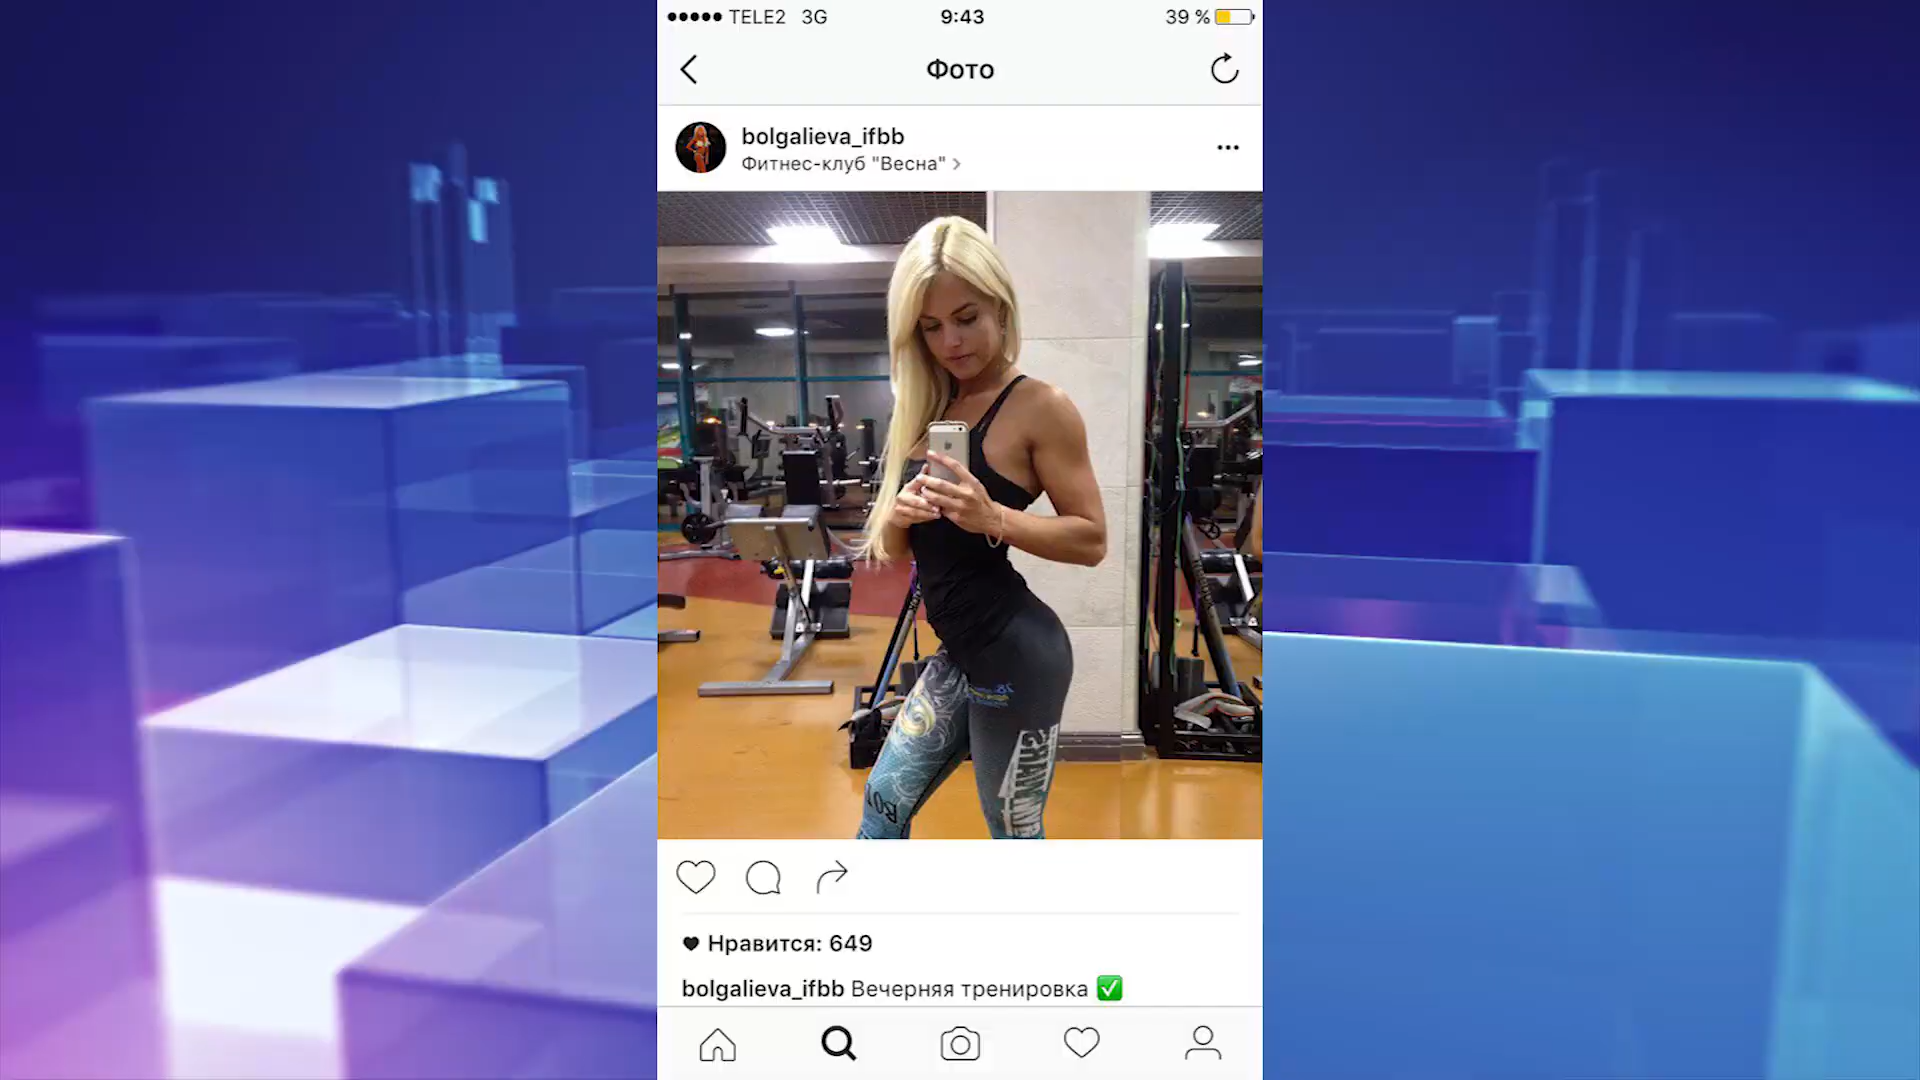 TELE2 3G 9:43 39 %
Фото
bolgalieva_ifbb
Фитнес-клуб "Весна"
Нравится: 649
bolgalieva_ifbb Вечерняя тренировка